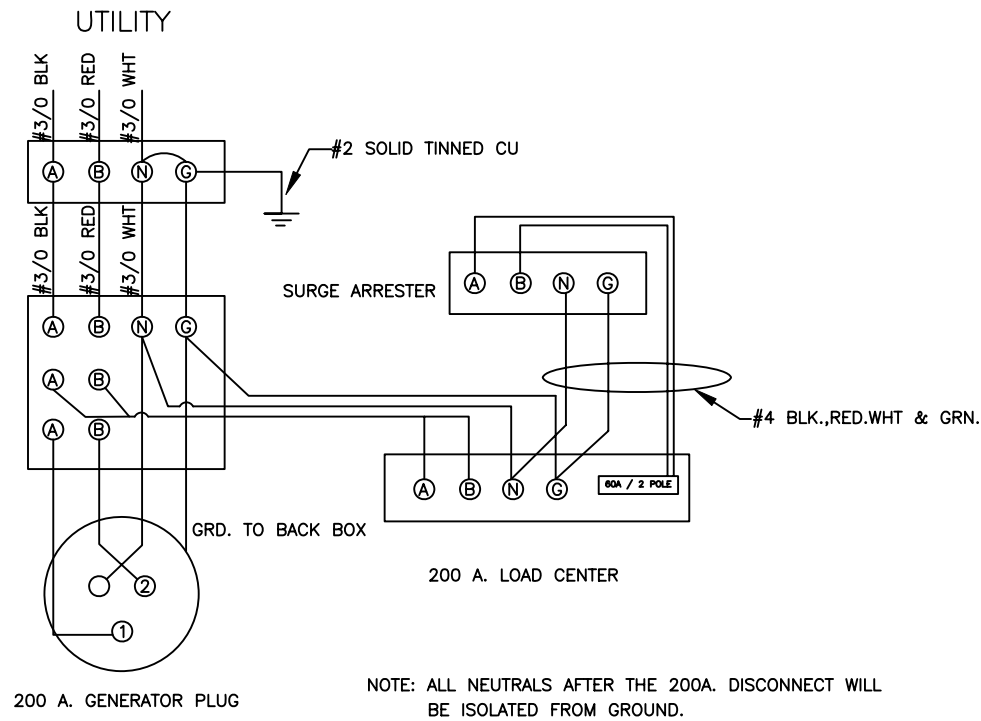 UTILITY
#3/0 BLK
#3/0 RED
#3/0 WHT
A B N G
#2 SOLID TINNED CU
#3/0 BLK
#3/0 RED
#3/0 WHT
SURGE ARRESTER
A B N G
A B N G
A B
A B
#4 BLK.,RED.WHT & GRN.
A B N G
60A / 2 POLE
GRD. TO BACK BOX
200 A. LOAD CENTER
2
1
200 A. GENERATOR PLUG
NOTE: ALL NEUTRALS AFTER THE 200A. DISCONNECT WILL
BE ISOLATED FROM GROUND.